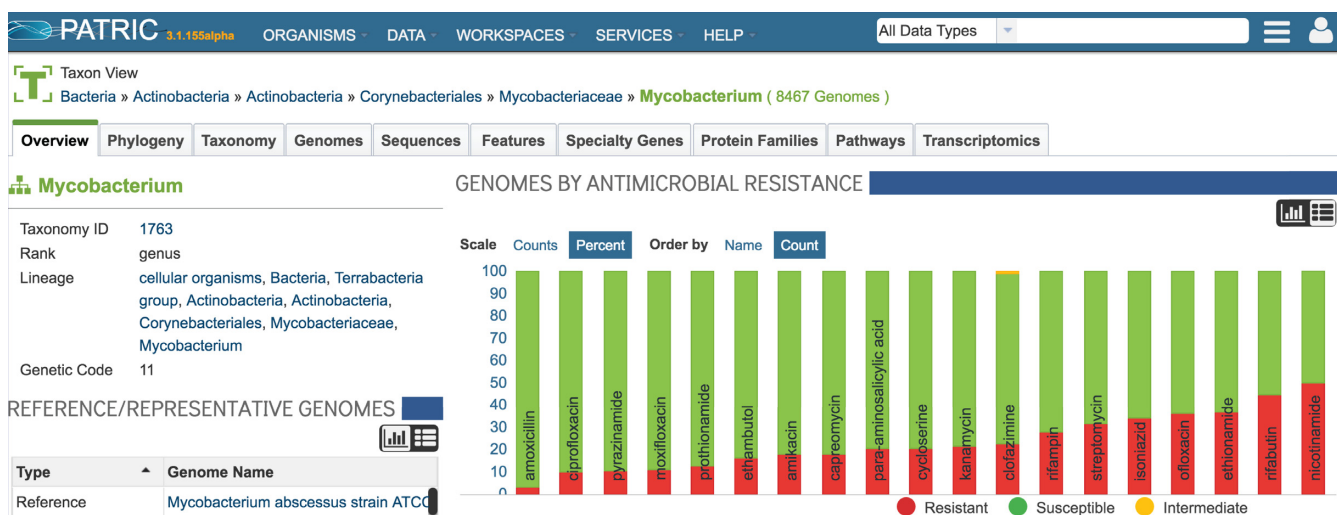 PATRIC 3.1.155alpha ORGANISMS DATA WORKSPACES SERVICES HELP All Data Types
Taxon View
Bacteria » Actinobacteria » Actinobacteria » Corynebacteriales » Mycobacteriaceae » Mycobacterium ( 8467 Genomes )
Overview Phylogeny Taxonomy Genomes Sequences Features Specialty Genes Protein Families Pathways Transcriptomics
Mycobacterium
Taxonomy ID 1763
Rank genus
Lineage cellular organisms, Bacteria, Terrabacteria
group, Actinobacteria, Actinobacteria,
Corynebacteriales, Mycobacteriaceae,
Mycobacterium
Genetic Code 11
REFERENCE/REPRESENTATIVE GENOMES
Type Genome Name
Reference Mycobacterium abscessus strain ATCC
GENOMES BY ANTIMICROBIAL RESISTANCE
Scale Counts Percent Order by Name Count
100
90
80
70
60
50
40
30
20
10
0
amoxicillin
ciprofloxacin
pyrazinamide
moxifloxacin
prothionamide
ethambutol
amikacin
capreomycin
para-aminosalicylic acid
cycloserine
kanamycin
clofazimine
rifampin
streptomycin
isoniazid
ofloxacin
ethionamide
rifabutin
nicotinamide
Resistant Susceptible Intermediate